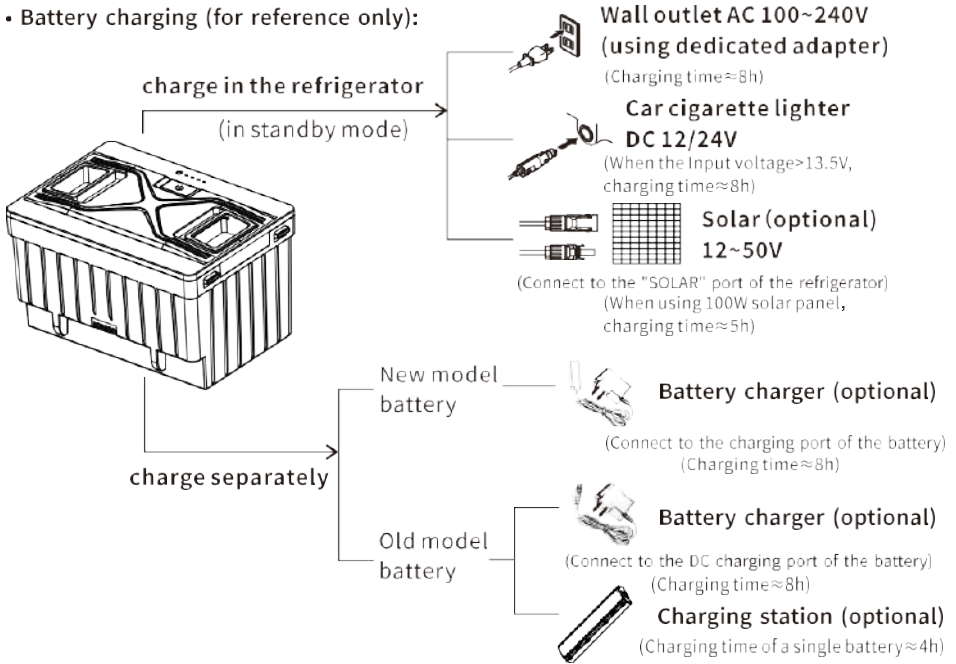 • Battery charging (for reference only):
charge in the refrigerator
(in standby mode)
Wall outlet AC 100~240V
(using dedicated adapter)
(Charging time≈8h)
Car cigarette lighter
DC 12/24V
(When the Input voltage>13.5V,
charging time≈8h)
Solar (optional)
12~50V
(Connect to the "SOLAR" port of the refrigerator)
(When using 100W solar panel,
charging time≈5h)
charge separately
New model
battery
Battery charger (optional)
(Connect to the charging port of the battery)
(Charging time≈8h)
Old model
battery
Battery charger (optional)
(Connect to the DC charging port of the battery)
(Charging time≈8h)
Charging station (optional)
(Charging time of a single battery≈4h)